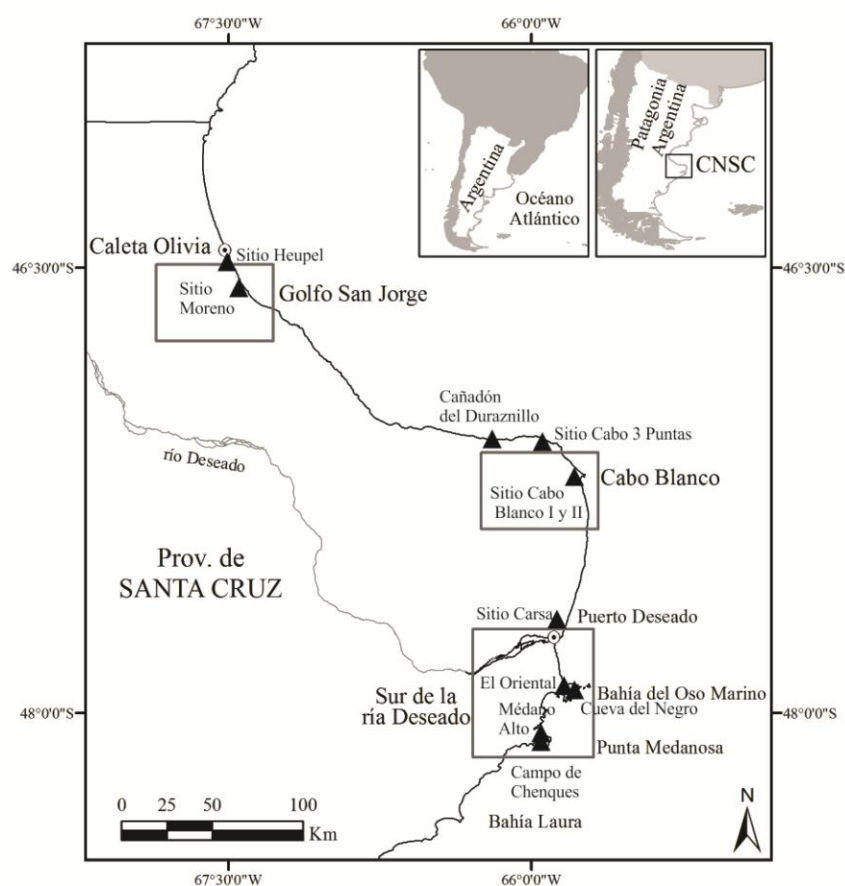 67°30'0"W
66°0'0"W
Patagonia
Argentina
CNSC
Argentina
Océano
Atlántico
Caleta Olivia
Sitio Heupel
46°30'0"S
46°30'0"S
Sitio
Moreno
Golfo San Jorge
Cañadón
del Duraznillo
Sitio Cabo 3 Puntas
río Deseado
Cabo Blanco
Sitio Cabo
Blanco I y II
Prov. de
SANTA CRUZ
Sitio Carsa
Puerto Deseado
El Oriental
Sur de la
ría Deseado
Bahía del Oso Marino
Cueva del Negro
Médano
Alto
48°0'0"S
48°0'0"S
Punta Medanosa
Campo de
Chenques
Bahía Laura
0 25 50 100
Km
N
67°30'0"W
66°0'0"W